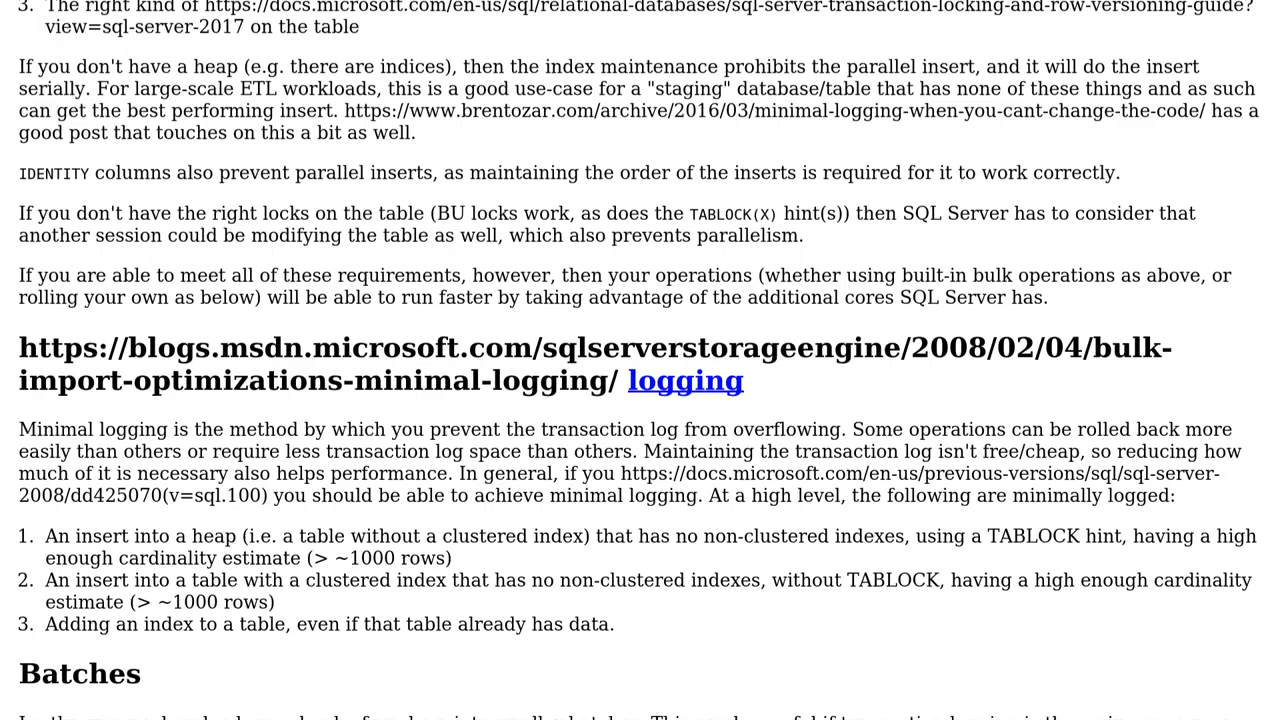 3. The right kind of https://docs.microsoft.com/en-us/sql/relational-databases/sql-server-transaction-locking-and-row-versioning-guide?
view=sql-server-2017 on the table
If you don't have a heap (e.g. there are indices), then the index maintenance prohibits the parallel insert, and it will do the insert
serially. For large-scale ETL workloads, this is a good use-case for a "staging" database/table that has none of these things and as such
can get the best performing insert. https://www.brentozar.com/archive/2016/03/minimal-logging-when-you-cant-change-the-code/ has a
good post that touches on this a bit as well.
IDENTITY columns also prevent parallel inserts, as maintaining the order of the inserts is required for it to work correctly.
If you don't have the right locks on the table (BU locks work, as does the TABLOCK(X) hint(s)) then SQL Server has to consider that
another session could be modifying the table as well, which also prevents parallelism.
If you are able to meet all of these requirements, however, then your operations (whether using built-in bulk operations as above, or
rolling your own as below) will be able to run faster by taking advantage of the additional cores SQL Server has.
https://blogs.msdn.microsoft.com/sqlserverstorageengine/2008/02/04/bulk-
import-optimizations-minimal-logging/ logging
Minimal logging is the method by which you prevent the transaction log from overflowing. Some operations can be rolled back more
easily than others or require less transaction log space than others. Maintaining the transaction log isn't free/cheap, so reducing how
much of it is necessary also helps performance. In general, if you https://docs.microsoft.com/en-us/previous-versions/sql/sql-server-
2008/dd425070(v=sql.100) you should be able to achieve minimal logging. At a high level, the following are minimally logged:
1. An insert into a heap (i.e. a table without a clustered index) that has no non-clustered indexes, using a TABLOCK hint, having a high
enough cardinality estimate (> ~1000 rows)
2. An insert into a table with a clustered index that has no non-clustered indexes, without TABLOCK, having a high enough cardinality
estimate (> ~1000 rows)
3. Adding an index to a table, even if that table already has data.
Batches